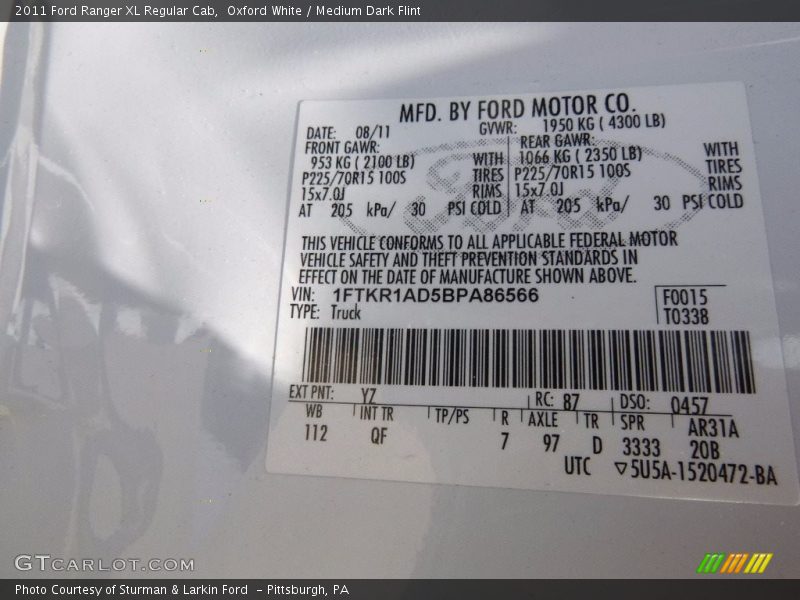 2011 Ford Ranger XL Regular Cab,  Oxford White / Medium Dark Flint
MFD. BY FORD MOTOR CO.
DATE: 08/11 GVWR: 1950 KG ( 4300 LB)
FRONT GAWR: REAR GAWR:
953 KG ( 2100 LB) WITH 1066 KG ( 2350 LB) WITH
P225/70R15 100S TIRES P225/70R15 100S TIRES
15x7.0J RIMS 15x7.0J RIMS
AT 205 kPa/ 30 PSI COLD AT 205 kPa/ 30 PSI COLD
THIS VEHICLE CONFORMS TO ALL APPLICABLE FEDERAL MOTOR
VEHICLE SAFETY AND THEFT PREVENTION STANDARDS IN
EFFECT ON THE DATE OF MANUFACTURE SHOWN ABOVE.
VIN: 1FTKR1AD5BPA86566 F0015
TYPE: Truck T0338
EXT PNT: YZ RC: 87 DSO: 0457
WB INT TR TP/PS R AXLE TR SPR AR31A
112 QF 7 97 D 3333 20B
UTC ▽5U5A-1520472-BA
Ford
GTCARLOT.COM
Photo Courtesy of Sturman & Larkin Ford  - Pittsburgh, PA